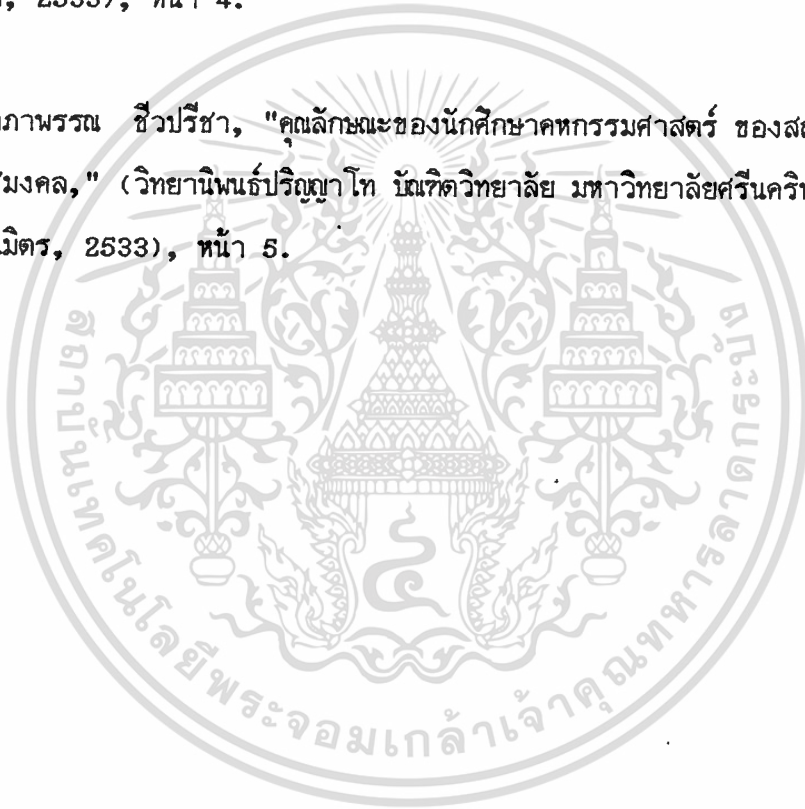 , 2533), หน้า 4.
ภาพรรณ ชีวปรีชา, "คุณลักษณะของนักศึกษาคหกรรมศาสตร์ ของ
มงคล," (วิทยานิพนธ์ปริญญาโท บัณฑิตวิทยาลัย มหาวิทยาลัยศรีนคริน
มิตร, 2533), หน้า 5.
สถาบันเทคโนโลยีพระจอมเกล้าเจ้าคุณทหารลาดกระบัง
๔